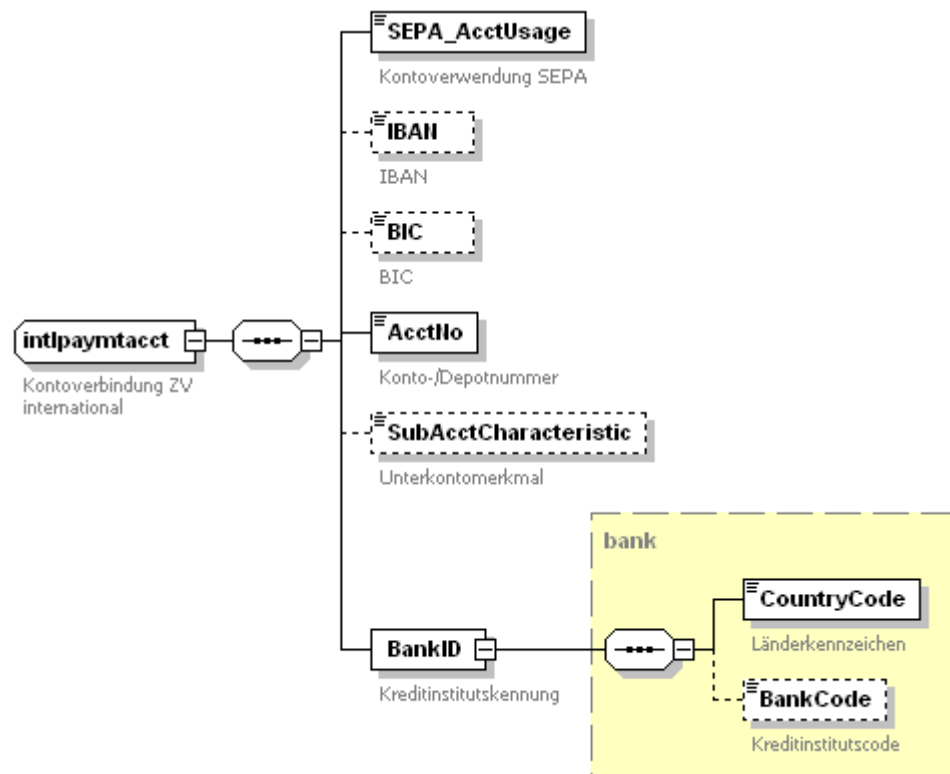 SEPA_AcctUsage
Kontoverwendung SEPA
IBAN
IBAN
BIC
BIC
intlpaymtacct
Kontoverbindung ZV
international
AcctNo
Konto-/Depotnummer
SubAcctCharacteristic
Unterkontomerkmal
bank
CountryCode
Länderkennzeichen
BankID
Kreditinstitutskennung
BankCode
Kreditinstitutscode